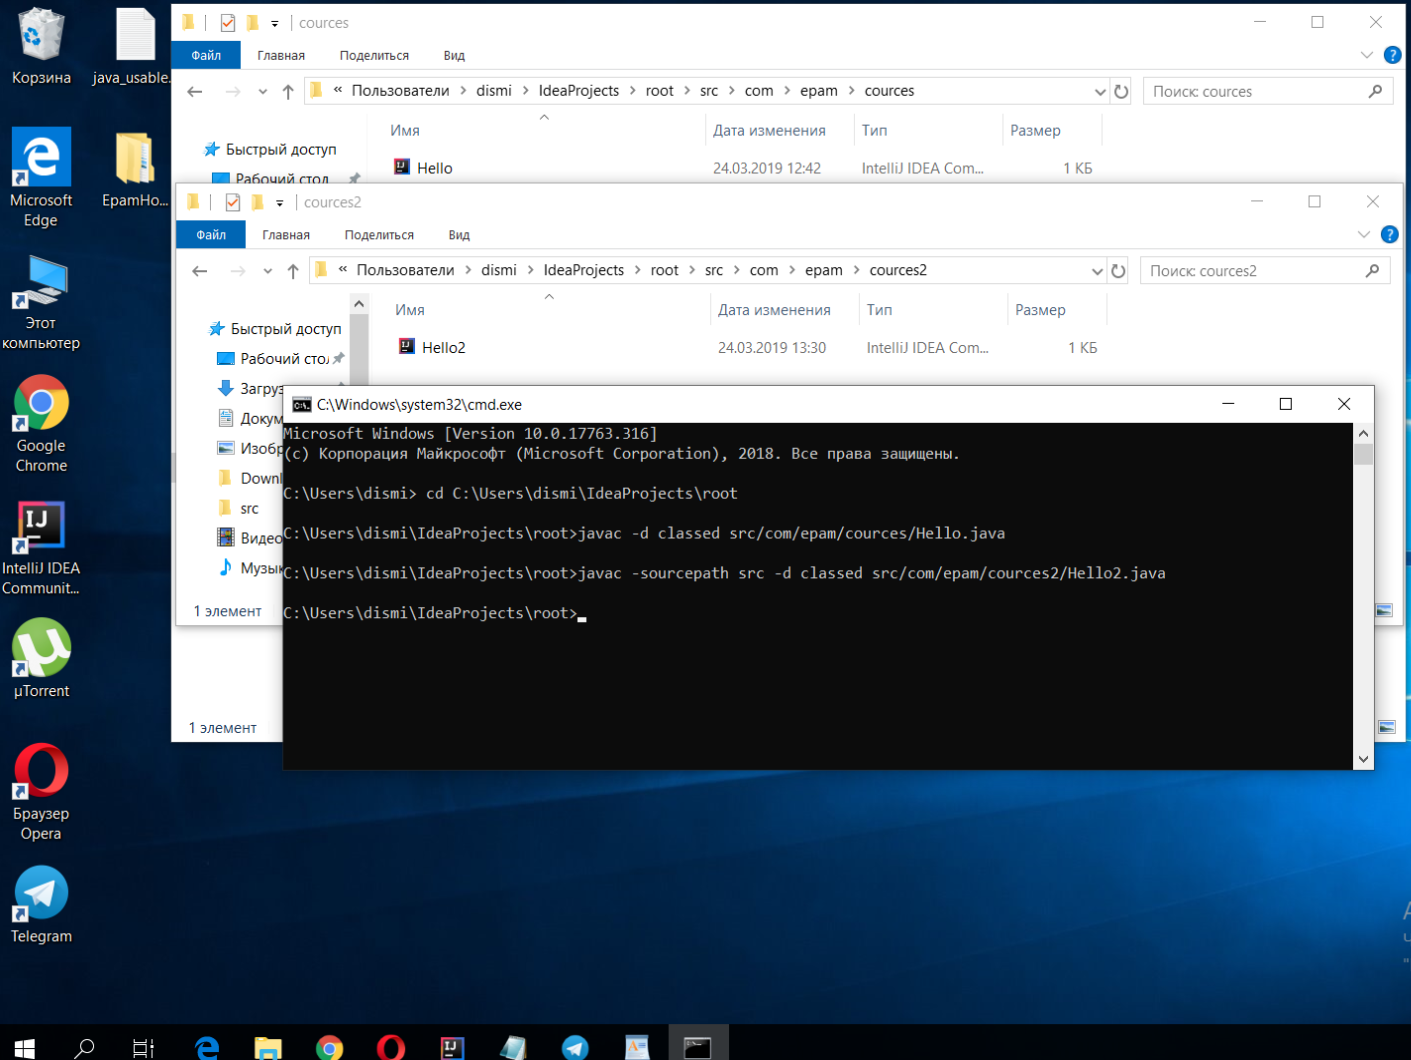 Корзина
java_usable.
Microsoft
Edge
EpamHo...
Этот
компьютер
Google
Chrome
IntelliJ IDEA
Communit...
µTorrent
Браузер
Opera
Telegram
cources
Файл Главная Поделиться Вид
« Пользователи > dismi > IdeaProjects > root > src > com > epam > cources
Поиск: cources
Имя Дата изменения Тип Размер
Быстрый доступ
Рабочий стол
Hello 24.03.2019 12:42 IntelliJ IDEA Com... 1 КБ
cources2
Файл Главная Поделиться Вид
« Пользователи > dismi > IdeaProjects > root > src > com > epam > cources2
Поиск: cources2
Имя Дата изменения Тип Размер
Hello2 24.03.2019 13:30 IntelliJ IDEA Com... 1 КБ
Быстрый доступ
Рабочий стол
Загруз
Докум
Изобр
Downl
src
Видео
Музык
1 элемент
1 элемент
C:\Windows\system32\cmd.exe
Microsoft Windows [Version 10.0.17763.316]
(c) Корпорация Майкрософт (Microsoft Corporation), 2018. Все права защищены.
C:\Users\dismi> cd C:\Users\dismi\IdeaProjects\root
C:\Users\dismi\IdeaProjects\root>javac -d classed src/com/epam/cources/Hello.java
C:\Users\dismi\IdeaProjects\root>javac -sourcepath src -d classed src/com/epam/cources2/Hello2.java
C:\Users\dismi\IdeaProjects\root>